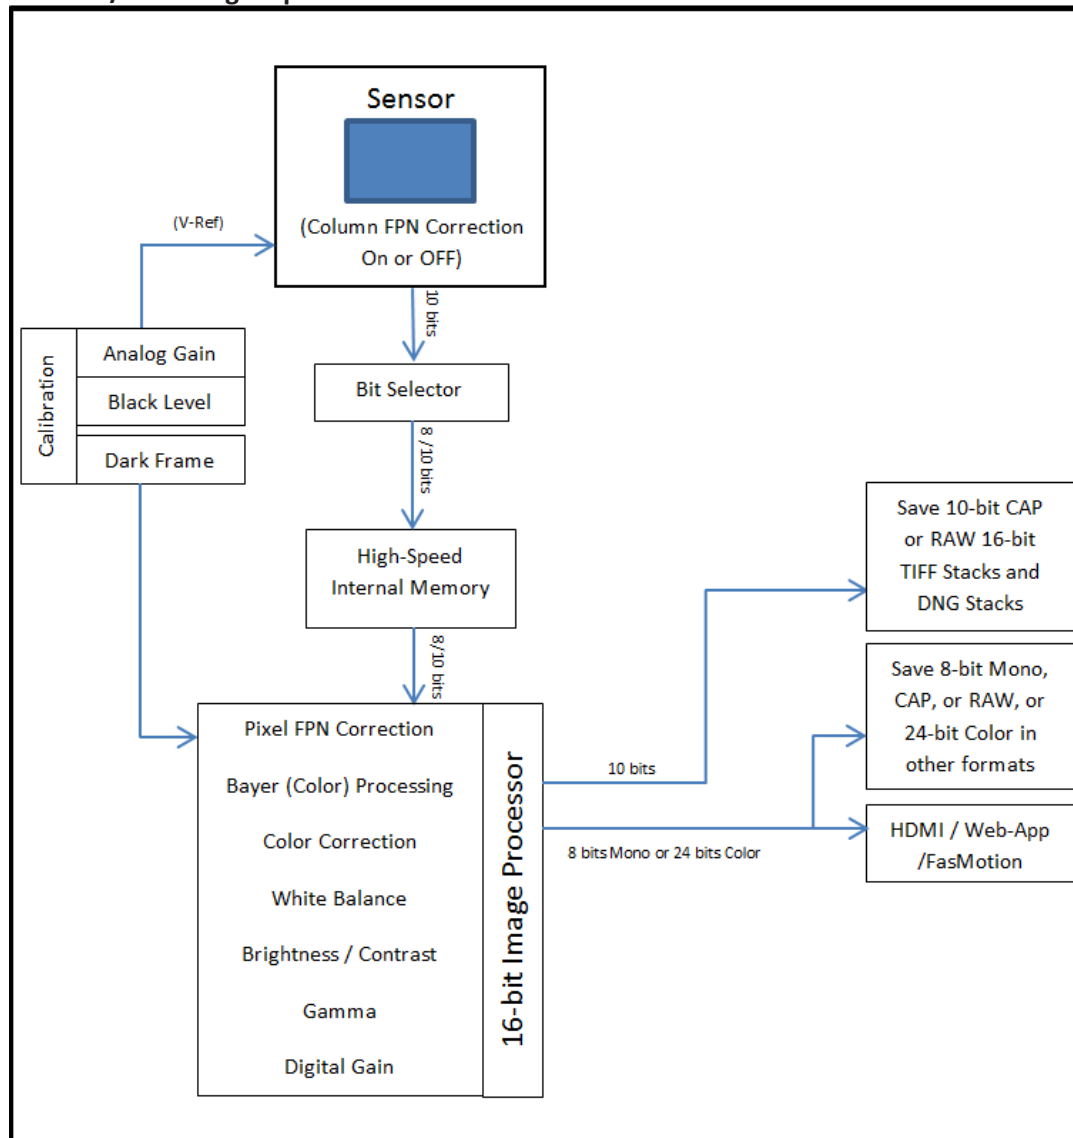 Sensor
(Column FPN Correction
On or OFF)
(V-Ref)
10 bits
Calibration
Analog Gain
Black Level
Dark Frame
Bit Selector
8 /10 bits
High-Speed
Internal Memory
8/10 bits
Pixel FPN Correction
Bayer (Color) Processing
Color Correction
White Balance
Brightness / Contrast
Gamma
Digital Gain
16-bit Image Processor
10 bits
8 bits Mono or 24 bits Color
Save 10-bit CAP
or RAW 16-bit
TIFF Stacks and
DNG Stacks
Save 8-bit Mono,
CAP, or RAW, or
24-bit Color in
other formats
HDMI / Web-App
/FasMotion